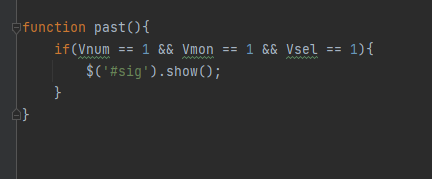 function past(){
    if(Vnum == 1 && Vmon == 1 && Vsel == 1){
        $('#sig').show();
    }
}